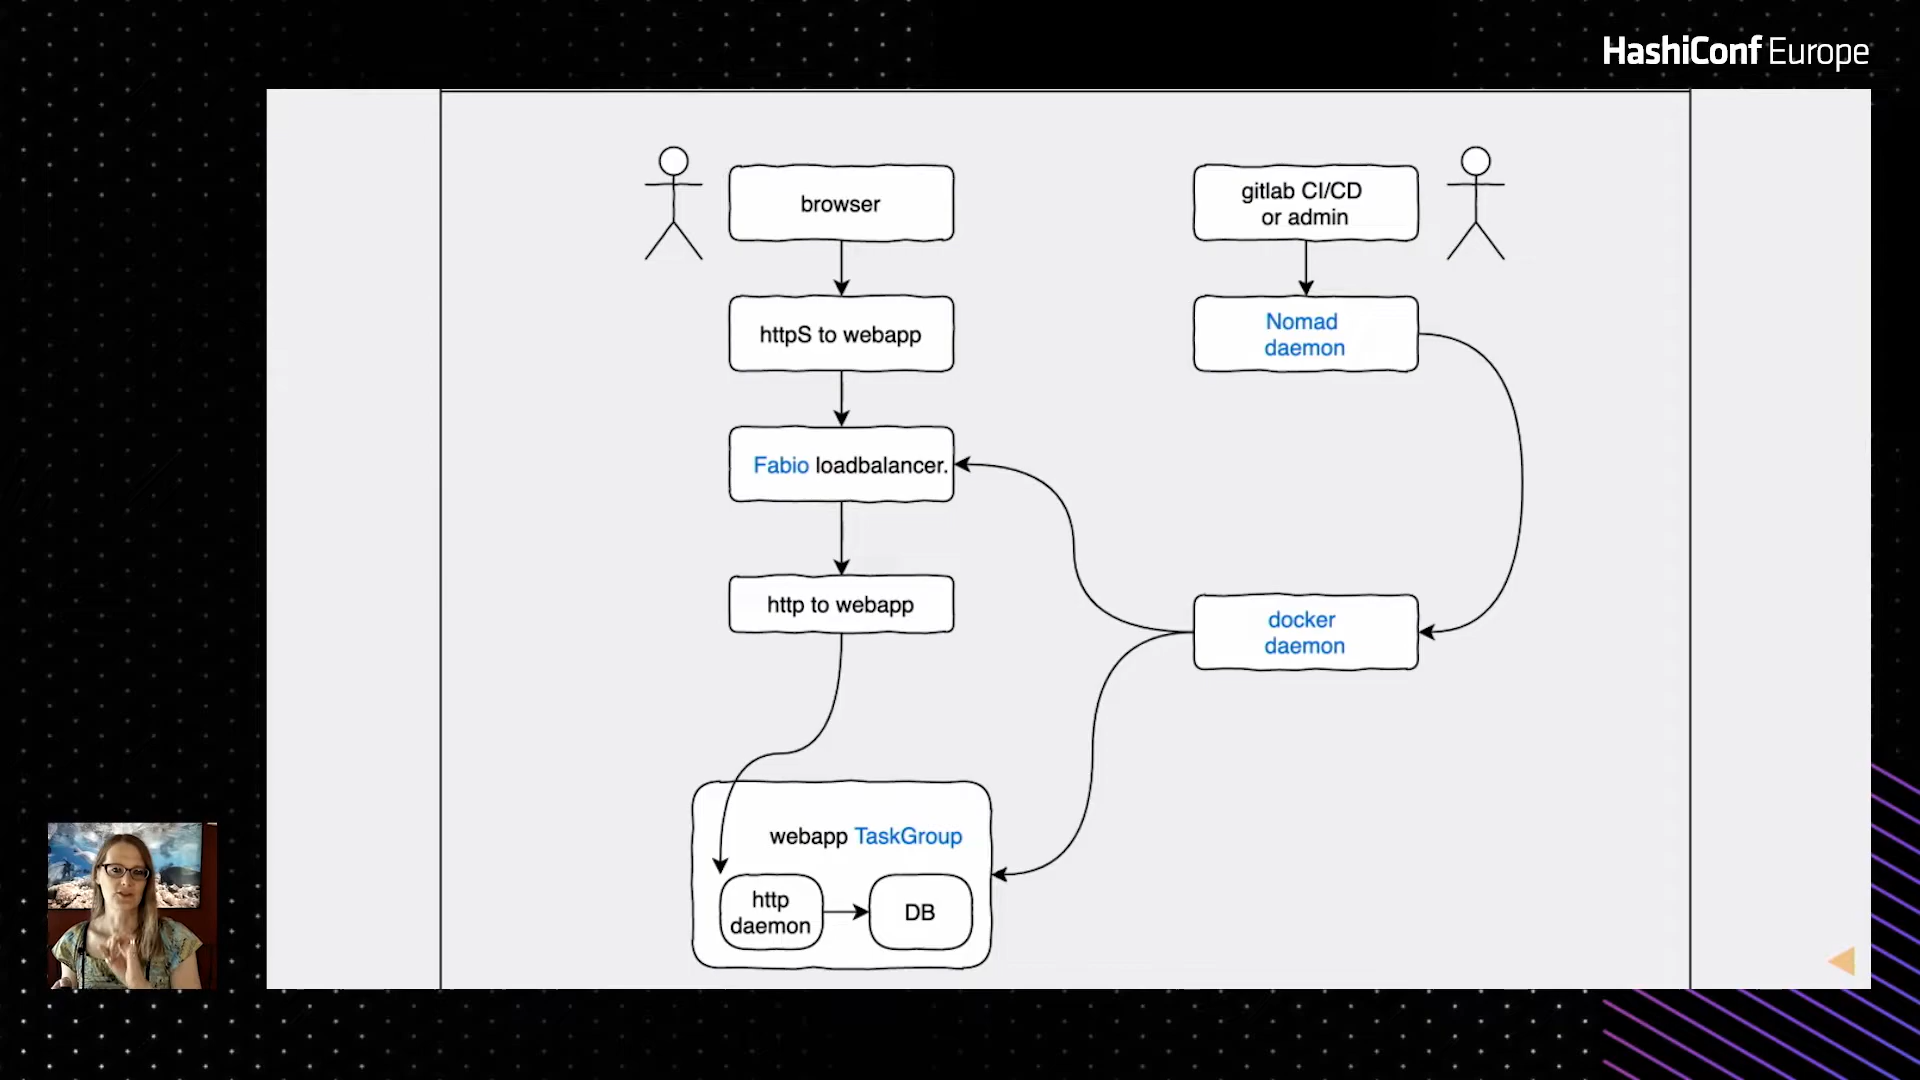 HashiConf Europe
browser
gitlab CI/CD
or admin
httpS to webapp
Nomad
daemon
Fabio loadbalancer.
http to webapp
docker
daemon
webapp TaskGroup
http
daemon
DB